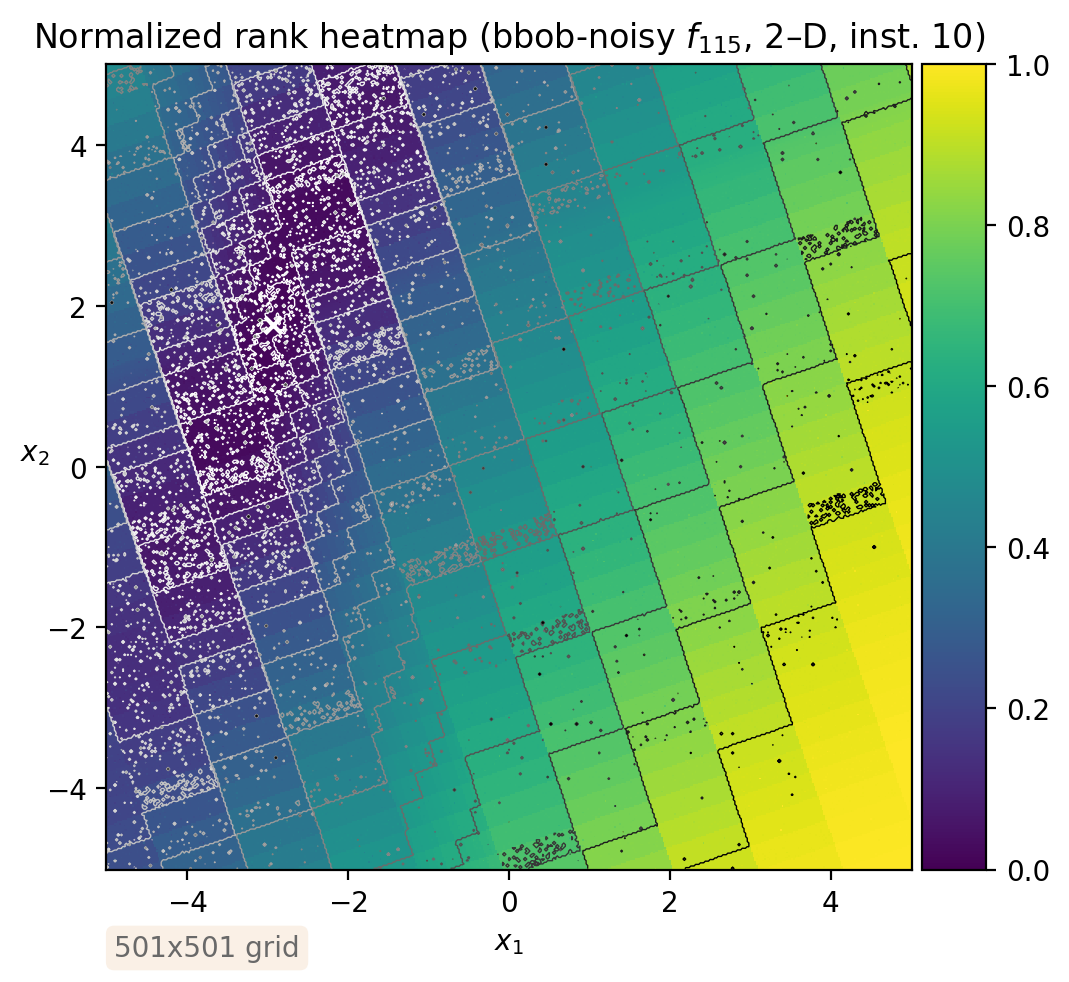 Normalized rank heatmap (bbob-noisy f₁₁₅, 2–D, inst. 10)
1.0
4
0.8
2
0.6
x₂
0
0.4
−2
0.2
−4
0.0
−4 −2 0 2 4
x₁
501x501 grid